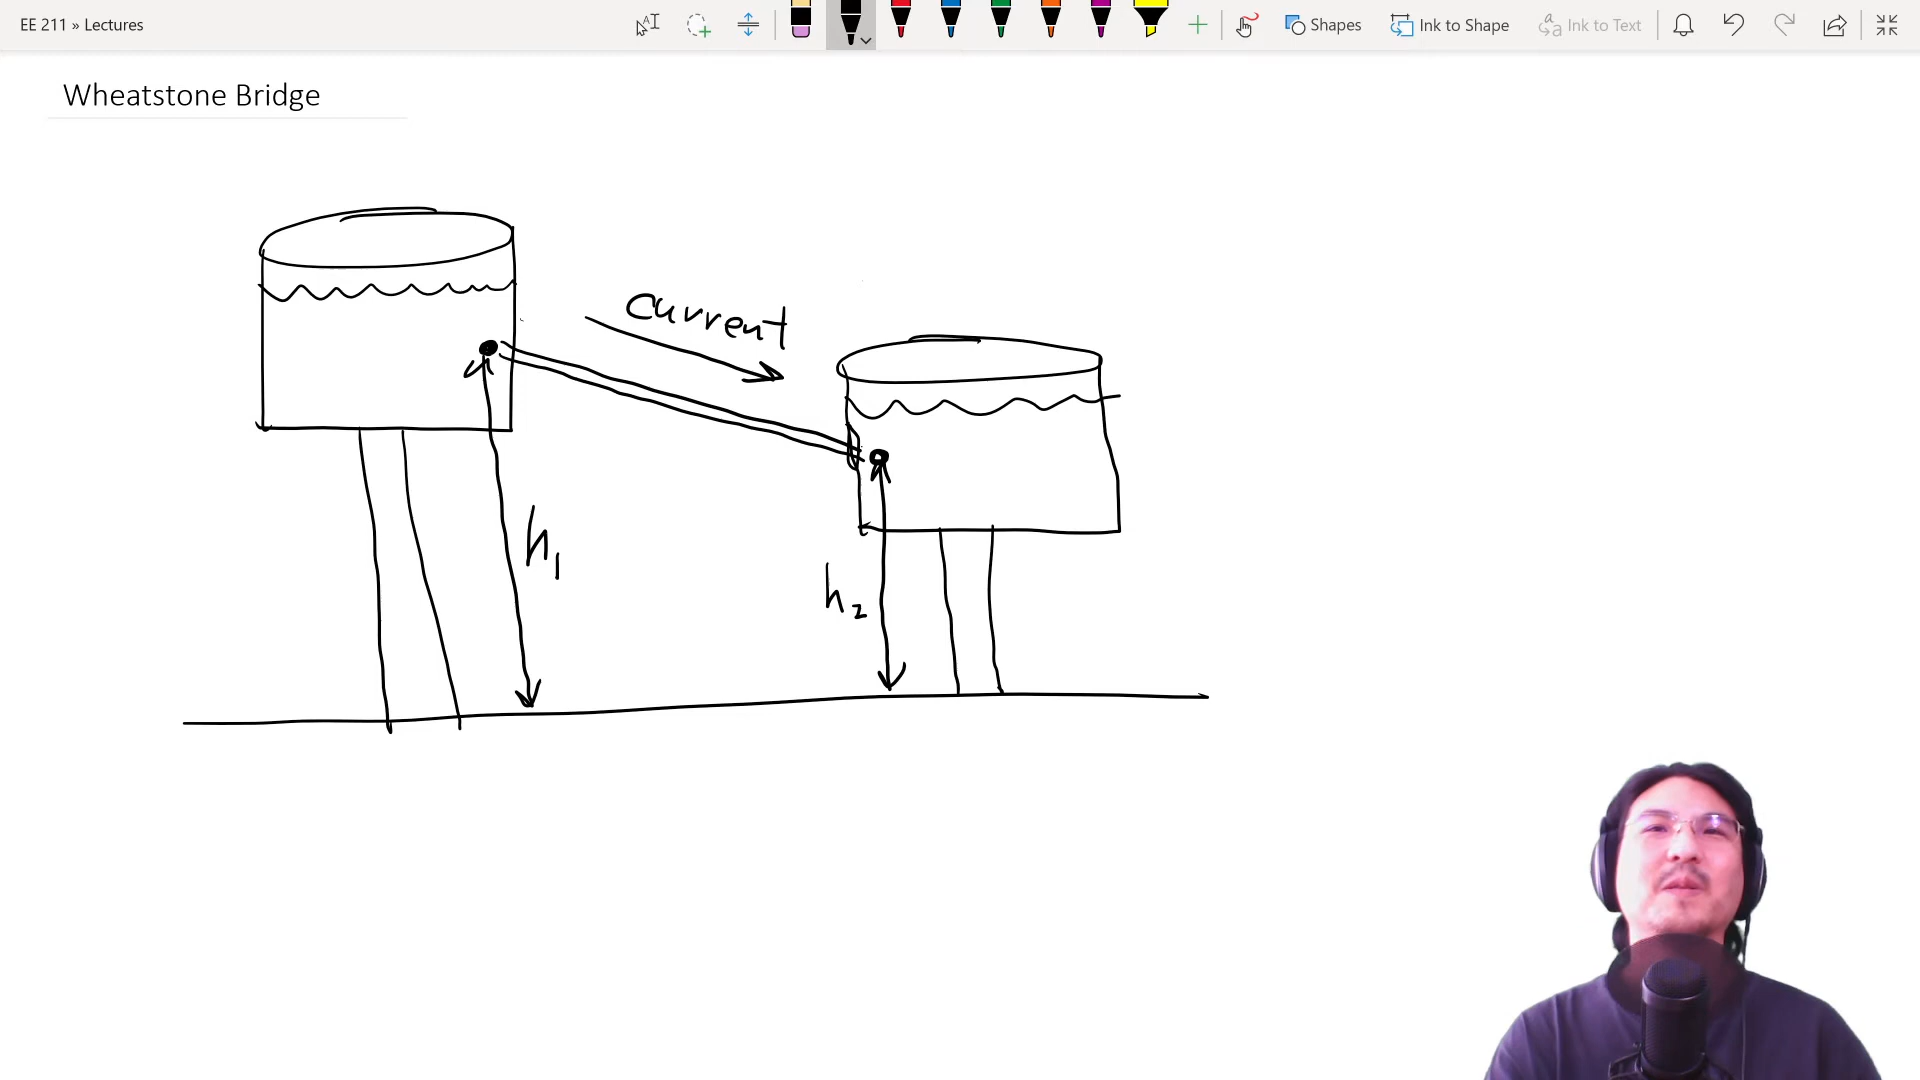 EE 211 » Lectures
Shapes
Ink to Shape
Ink to Text
Wheatstone Bridge
current
h₁
h₂